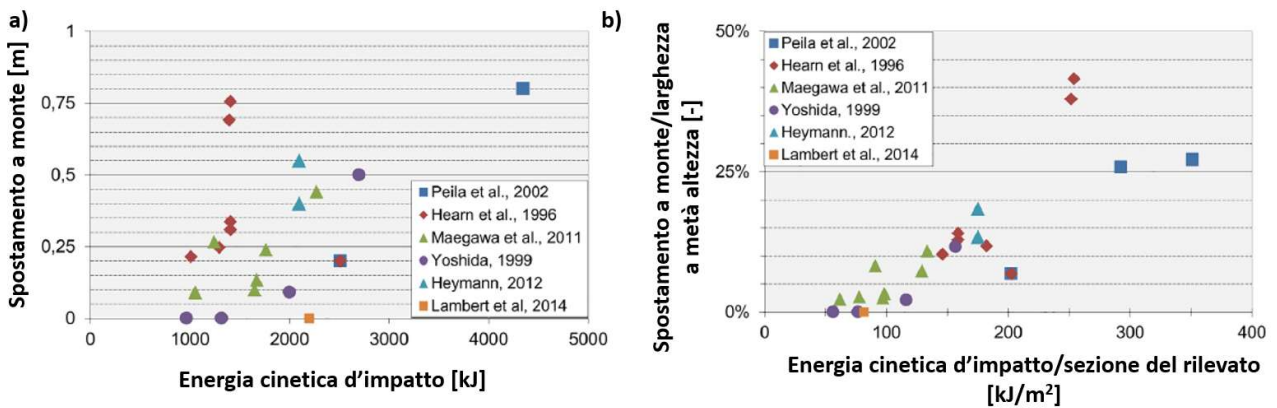 a)
Spostamento a monte [m]
1
0,75
0,5
0,25
0
0 1000 2000 3000 4000 5000
Energia cinetica d’impatto [kJ]
Peila et al., 2002
Hearn et al., 1996
Maegawa et al., 2011
Yoshida, 1999
Heymann, 2012
Lambert et al, 2014
b)
Spostamento a monte/larghezza
a metà altezza [-]
50%
25%
0%
0 100 200 300 400
Energia cinetica d’impatto/sezione del rilevato
[kJ/m²]
Peila et al., 2002
Hearn et al., 1996
Maegawa et al., 2011
Yoshida, 1999
Heymann., 2012
Lambert et al., 2014